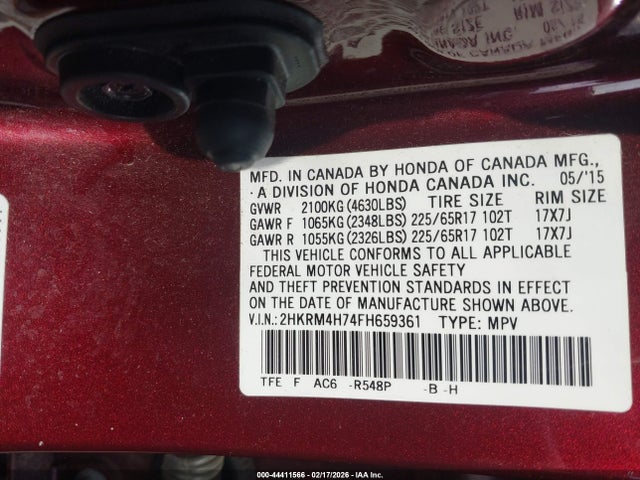 MFD. IN CANADA BY HONDA OF CANADA MFG.,
· A DIVISION OF HONDA CANADA INC. 05/'15
GVWR 2100KG(4630LBS) TIRE SIZE RIM SIZE
GAWR F 1065KG(2348LBS) 225/65R17 102T 17X7J
GAWR R 1055KG(2326LBS) 225/65R17 102T 17X7J
THIS VEHICLE CONFORMS TO ALL APPLICABLE
FEDERAL MOTOR VEHICLE SAFETY
AND THEFT PREVENTION STANDARDS IN EFFECT
ON THE DATE OF MANUFACTURE SHOWN ABOVE.
V.I.N.: 2HKRM4H74FH659361 TYPE: MPV
TFE F AC6 -R548P -B -H
000-44411566 - 02/17/2026 - IAA Inc.